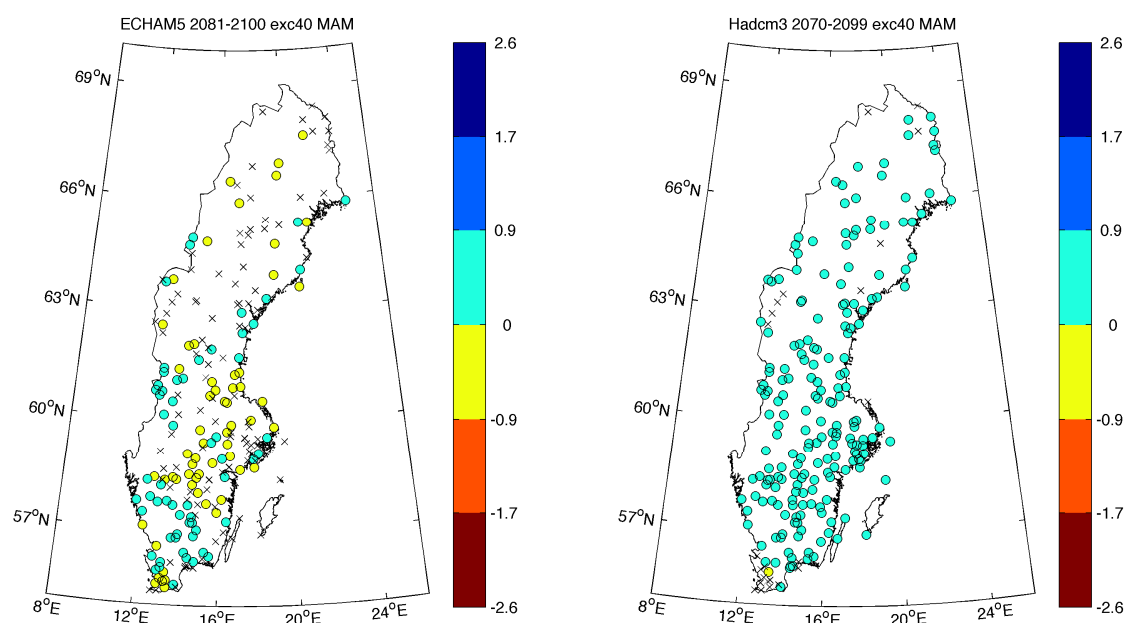 ECHAM5 2081-2100 exc40 MAM
69°N
66°N
63°N
60°N
57°N
8°E
12°E
16°E
20°E
24°E
2.6
1.7
0.9
0
-0.9
-1.7
-2.6
Hadcm3 2070-2099 exc40 MAM
69°N
66°N
63°N
60°N
57°N
8°E
12°E
16°E
20°E
24°E
2.6
1.7
0.9
0
-0.9
-1.7
-2.6